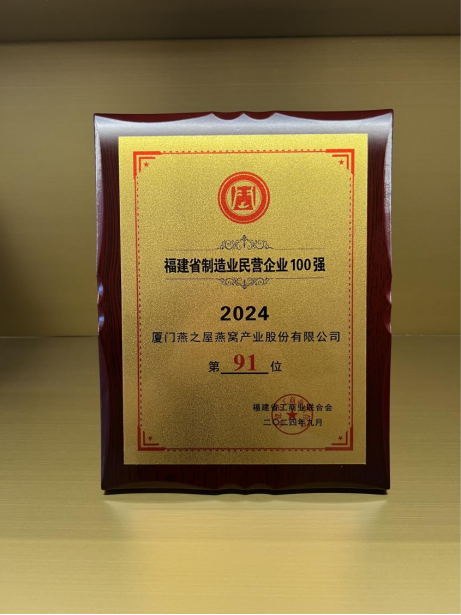 福建省制造业民营企业100强
2024
厦门燕之屋燕窝产业股份有限公司
第 91 位
福建省工商业联合会
二〇二四年九月